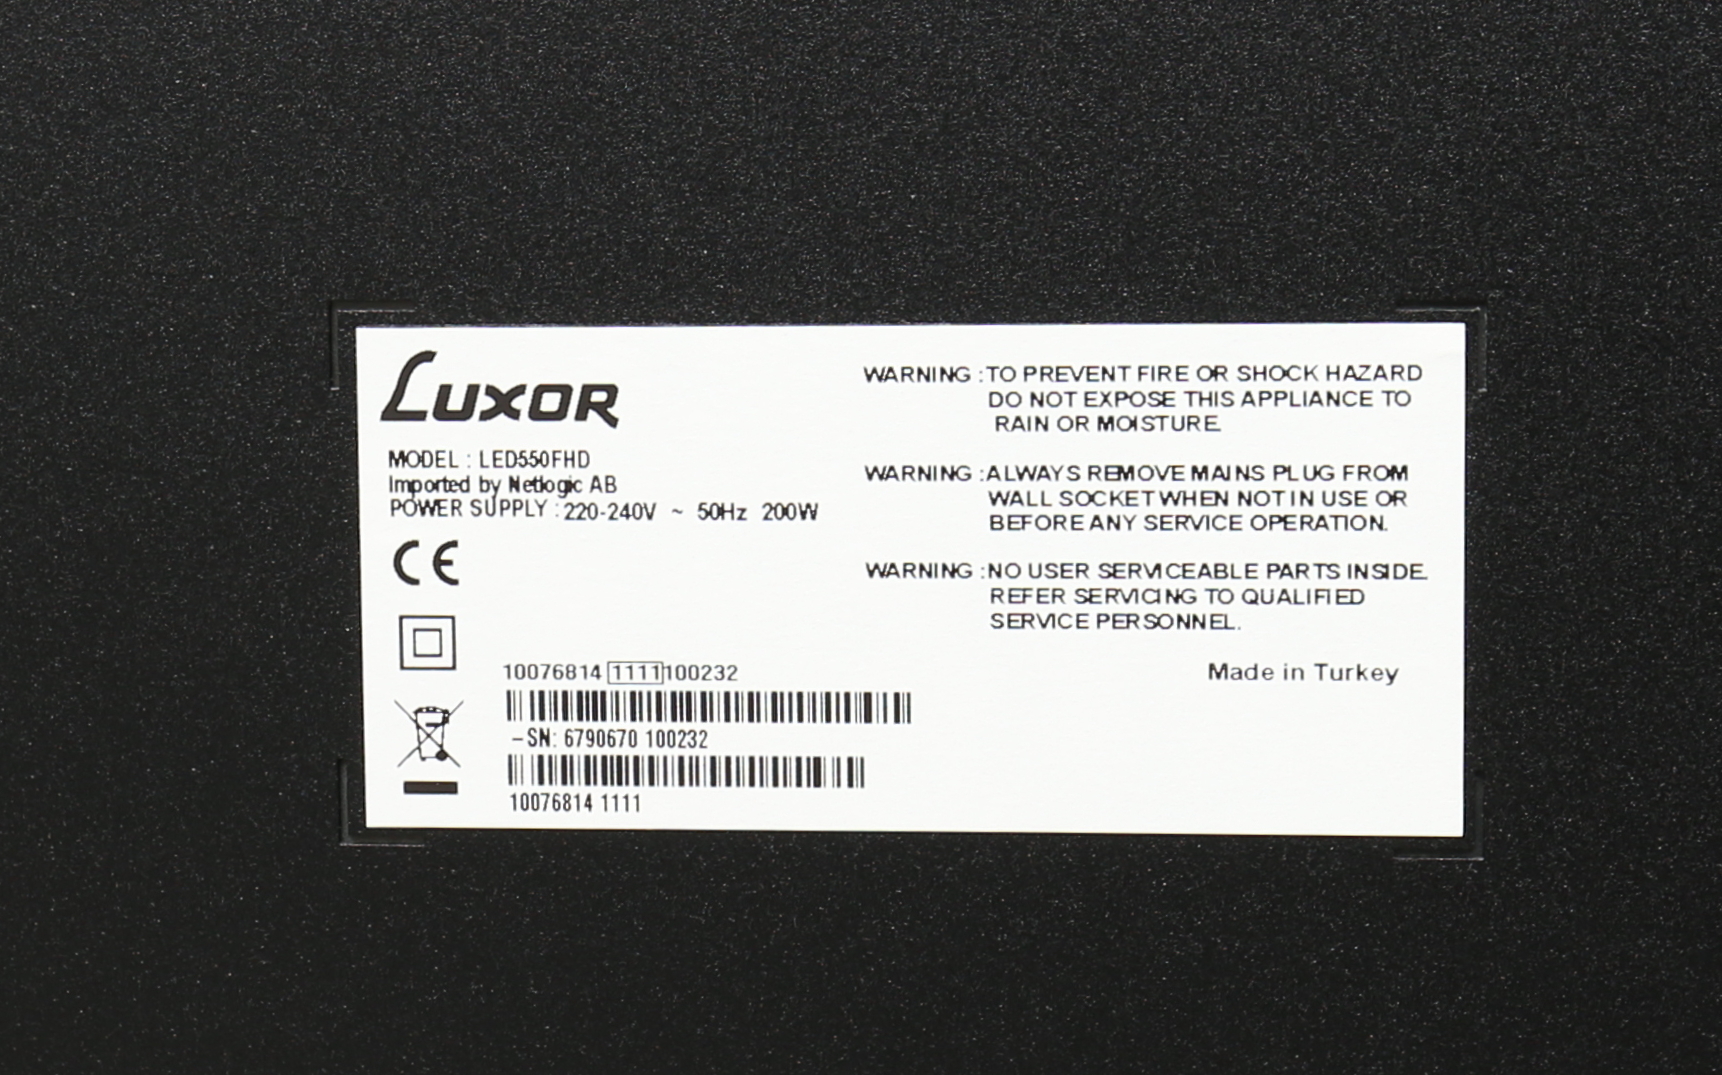 LUXOR
MODEL : LED550FHD
Imported by Netlogic AB
POWER SUPPLY : 220-240V ~ 50Hz 200W
CE
10076814 1111 100232
-SN: 6790670 100232
10076814 1111
WARNING : TO PREVENT FIRE OR SHOCK HAZARD
DO NOT EXPOSE THIS APPLIANCE TO
RAIN OR MOISTURE.
WARNING : ALWAYS REMOVE MAINS PLUG FROM
WALL SOCKET WHEN NOT IN USE OR
BEFORE ANY SERVICE OPERATION.
WARNING : NO USER SERVICEABLE PARTS INSIDE.
REFER SERVICING TO QUALIFIED
SERVICE PERSONNEL.
Made in Turkey